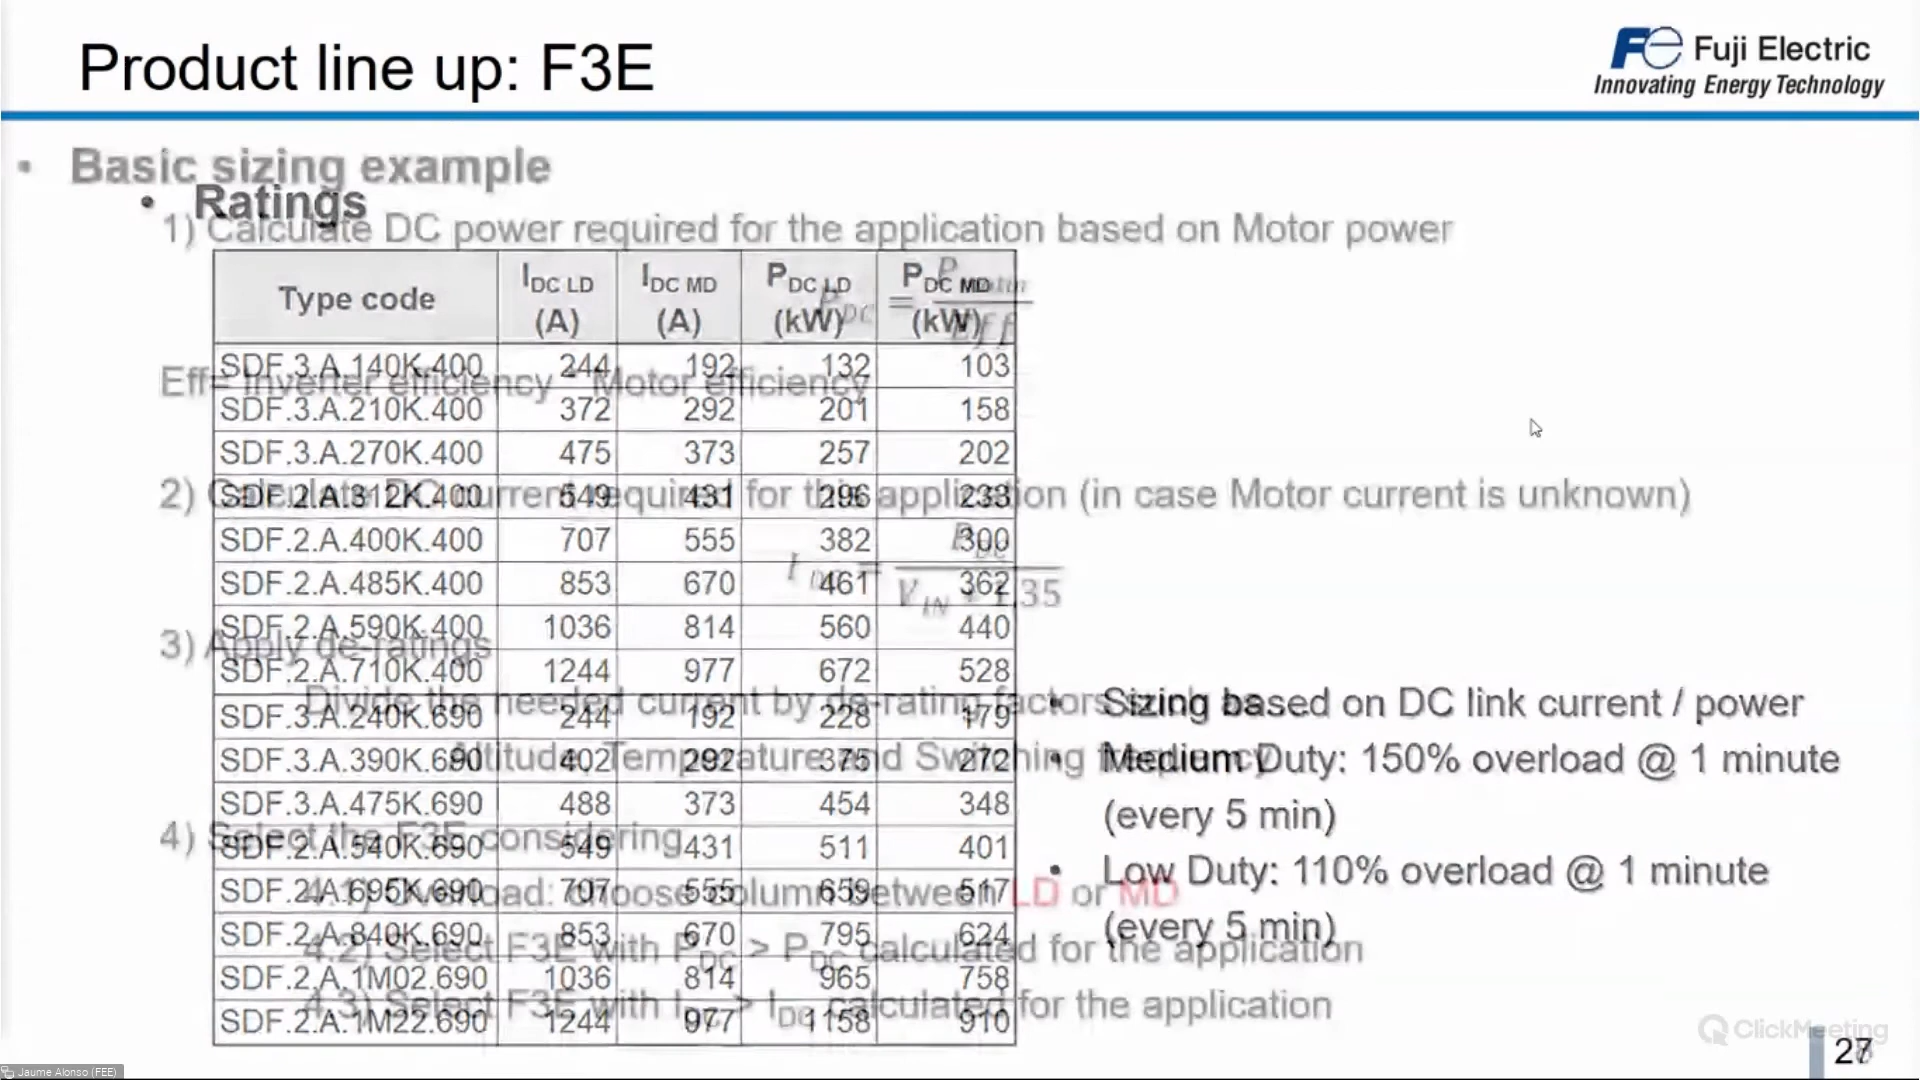 Product line up: F3E
Fe Fuji Electric
Innovating Energy Technology
• Basic sizing example
• Ratings
1) Calculate DC power required for the application based on Motor power
Type code IDC LD (A) IDC MD (A) PDC LD (kW) PDC MD (kW)
SDF.3.A.140K.400 244 192 132 103
Eff= Inverter efficiency Motor efficiency
SDF.3.A.210K.400 372 292 201 158
SDF.3.A.270K.400 475 373 257 202
2) Calculate DC current required for this application (in case Motor current is unknown)
SDF.2.A.312K.400 549 431 296 233
SDF.2.A.400K.400 707 555 382 300
SDF.2.A.485K.400 853 670 461 362
SDF.2.A.590K.400 1036 814 560 440
3) Apply de-ratings
SDF.2.A.710K.400 1244 977 672 528
Divide the needed current by de-rating factors such as
SDF.3.A.240K.690 244 192 228 179
Altitude, Temperature and Switching frequency
SDF.3.A.390K.690 402 292 375 272
SDF.3.A.475K.690 488 373 454 348
4) Select the F3E considering
SDF.2.A.540K.690 549 431 511 401
4.1) Overload: choose column between LD or MD
SDF.2.A.695K.690 707 555 659 517
SDF.2.A.840K.690 853 670 795 624
4.2) Select F3E with PDC > PDC calculated for the application
SDF.2.A.1M02.690 1036 814 965 758
4.3) Select F3E with IDC > IDC calculated for the application
SDF.2.A.1M22.690 1244 977 1158 910
• Sizing based on DC link current / power
• Medium Duty: 150% overload @ 1 minute
(every 5 min)
• Low Duty: 110% overload @ 1 minute
(every 5 min)
ClickMeeting
27
Jaume Alonso (FEE)